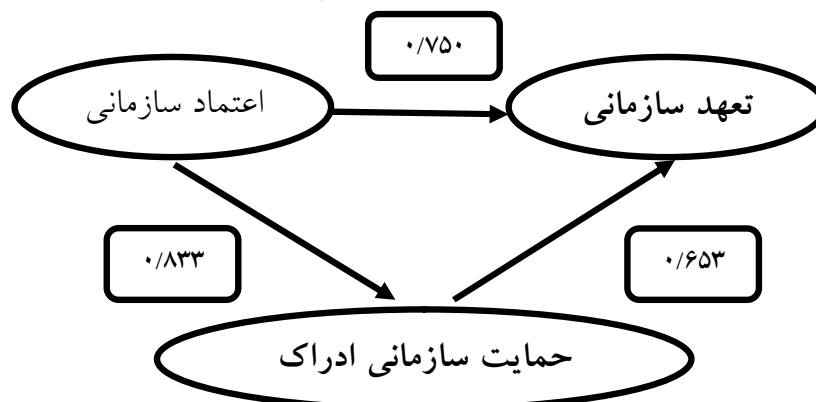 ۰/۷۵۰
اعتماد سازمانی
تعهد سازمانی
۰/۸۳۳
۰/۶۵۳
حمایت سازمانی ادراک